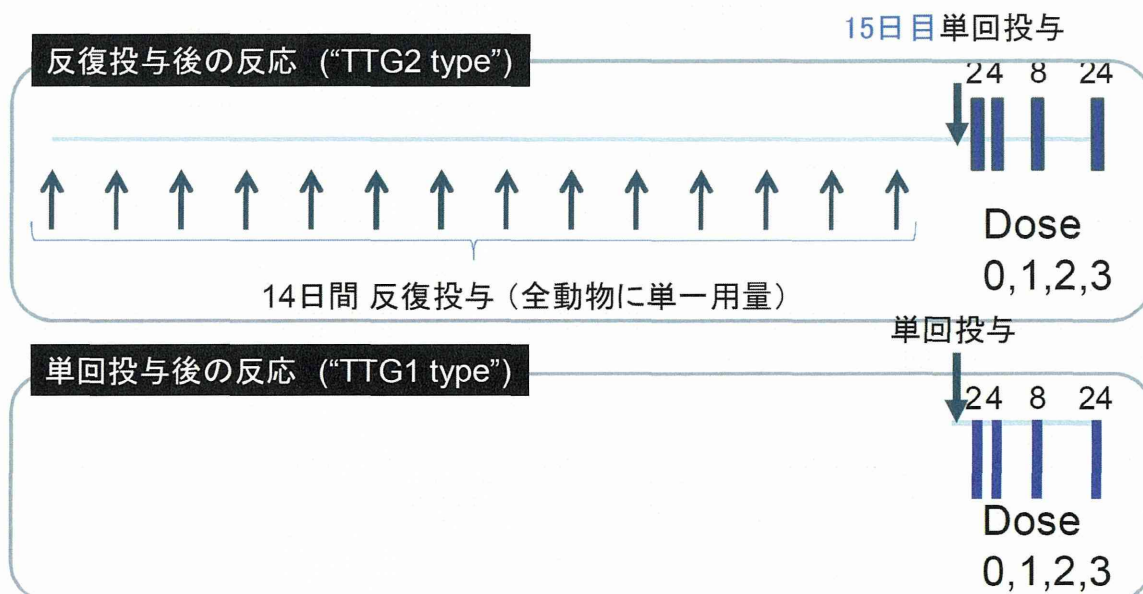 15日目単回投与
反復投与後の反応 (“TTG2 type”)
24 8 24
Dose
0,1,2,3
14日間 反復投与（全動物に単一用量）
単回投与
単回投与後の反応 (“TTG1 type”)
24 8 24
Dose
0,1,2,3